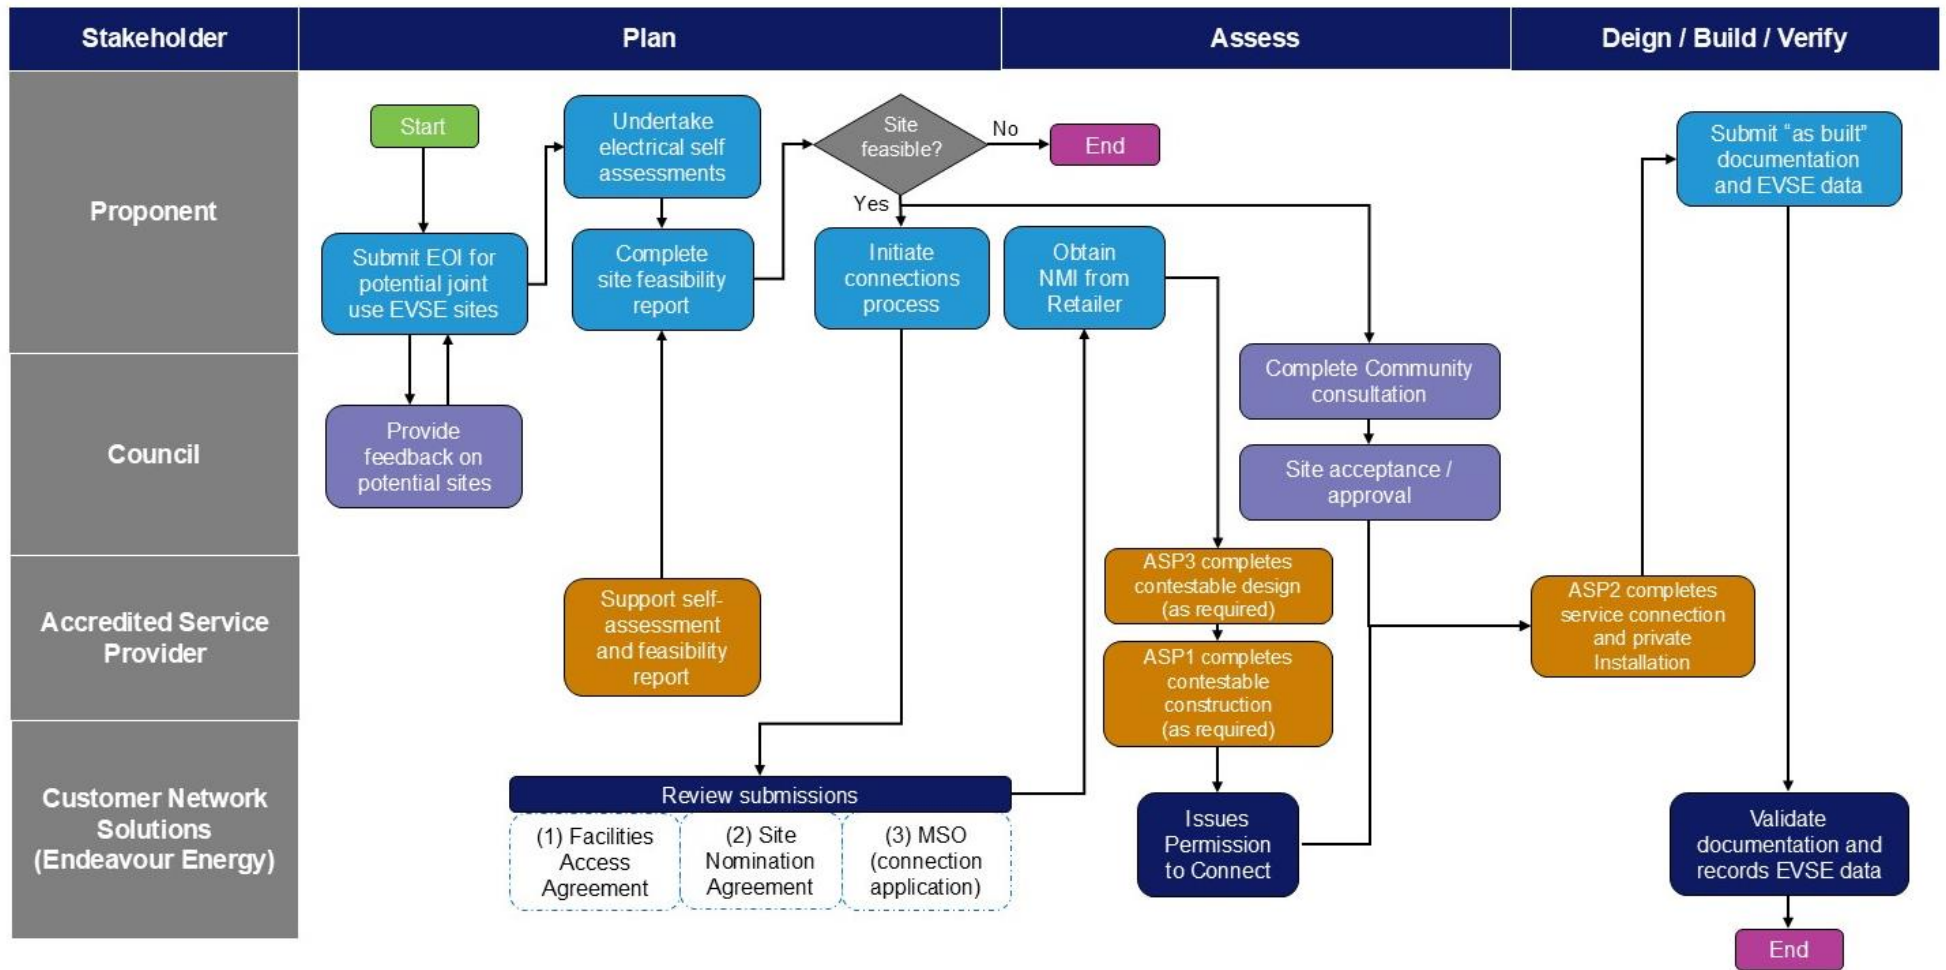 Stakeholder
Plan
Assess
Deign / Build / Verify
Proponent
Start
Submit EOI for
potential joint
use EVSE sites
Undertake
electrical self
assessments
Complete
site feasibility
report
Site
feasible?
No
End
Yes
Initiate
connections
process
Obtain
NMI from
Retailer
Submit “as built”
documentation
and EVSE data
Council
Provide
feedback on
potential sites
Complete Community
consultation
Site acceptance /
approval
Accredited Service
Provider
Support self-
assessment
and feasibility
report
ASP3 completes
contestable design
(as required)
ASP1 completes
contestable
construction
(as required)
ASP2 completes
service connection
and private
Installation
Customer Network
Solutions
(Endeavour Energy)
Review submissions
(1) Facilities
Access
Agreement
(2) Site
Nomination
Agreement
(3) MSO
(connection
application)
Issues
Permission
to Connect
Validate
documentation and
records EVSE data
End